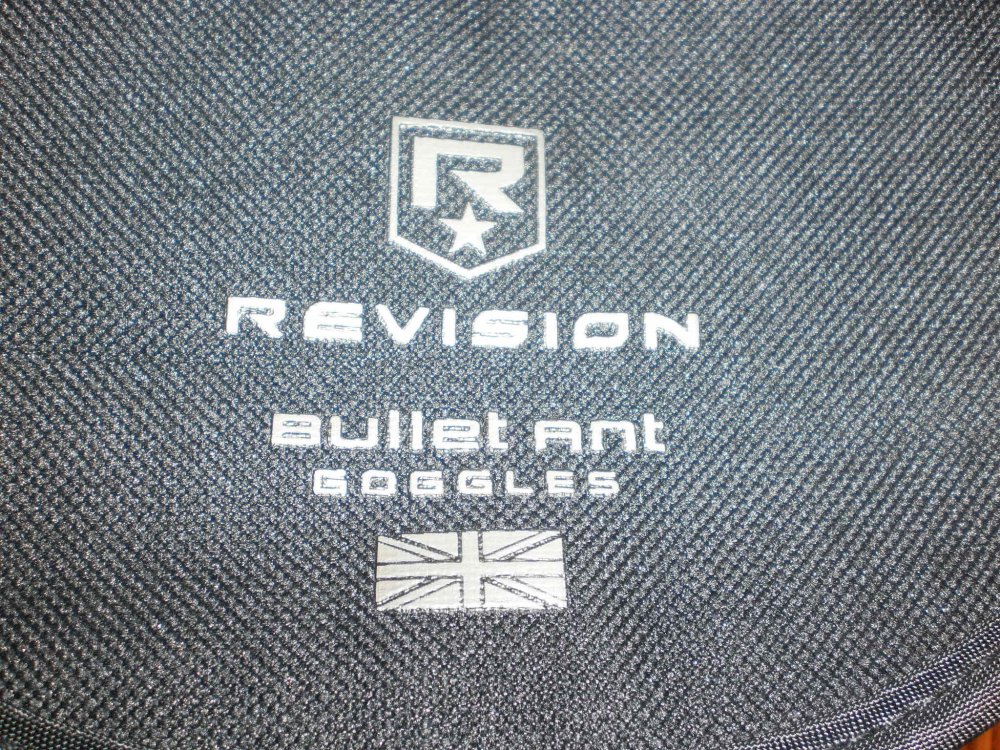 R
REVISION
Bullet Ant
GOGGLES